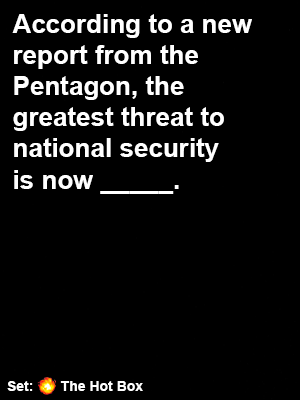 According to a new
report from the
Pentagon, the
greatest threat to
national security
is now _____.
Set: The Hot Box